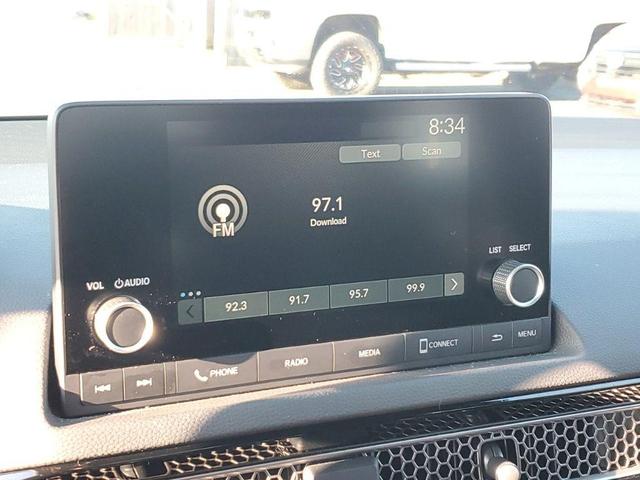 8:34
Text Scan
FM
97.1
Download
LIST SELECT
VOL AUDIO
92.3 91.7 95.7 99.9
PHONE RADIO MEDIA CONNECT MENU